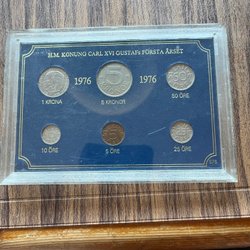 H.M. KONUNG CARL XVI GUSTAFs FÖRSTA ÅRSET
1976 5 1976
1 KRONA 5 KRONOR 50 ÖRE
10 ÖRE 5 ÖRE 25 ÖRE